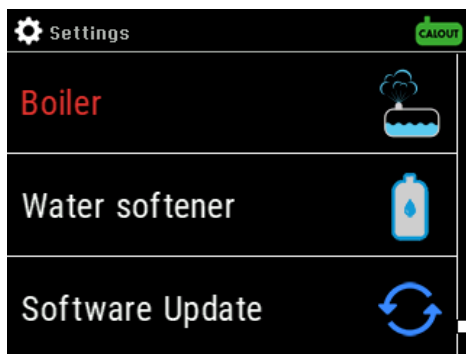 Settings
CALOUT
Boiler
Water softener
Software Update